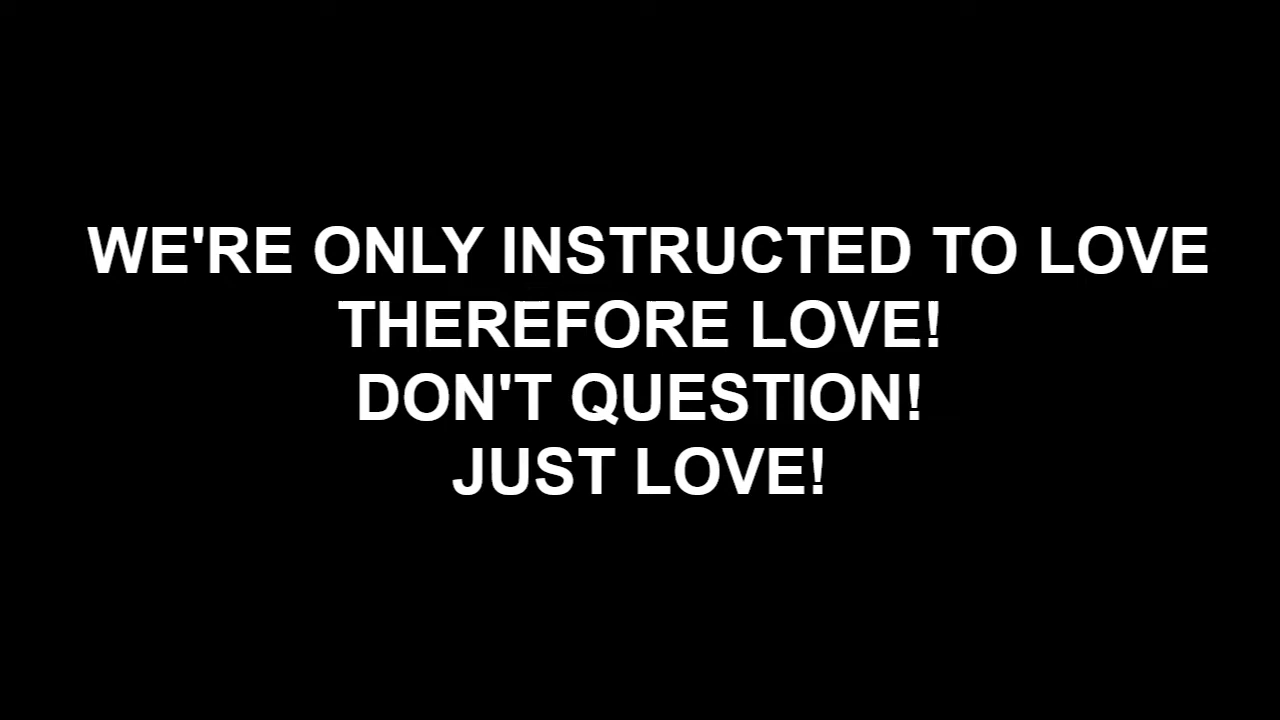 WE'RE ONLY INSTRUCTED TO LOVE
THEREFORE LOVE!
DON'T QUESTION!
JUST LOVE!